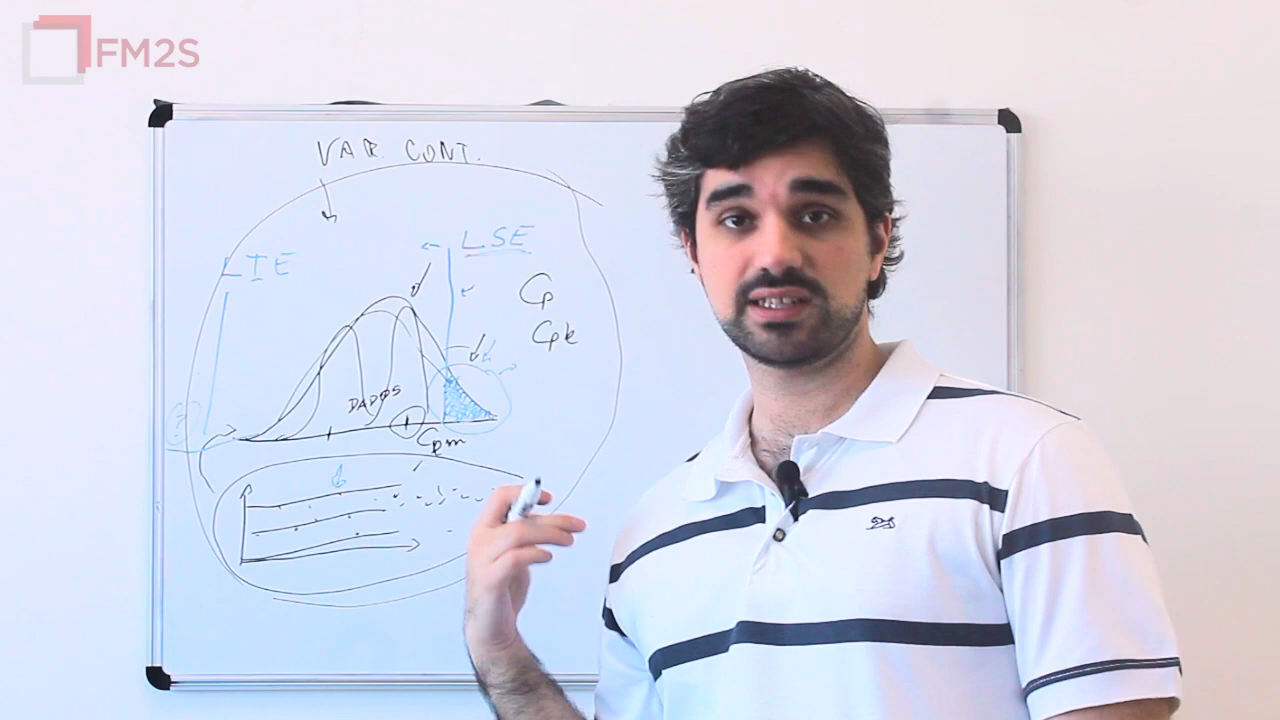 FM2S
VAR. CONT.
LSE
LIE
Cp
Cpk
DADOS
Cpm